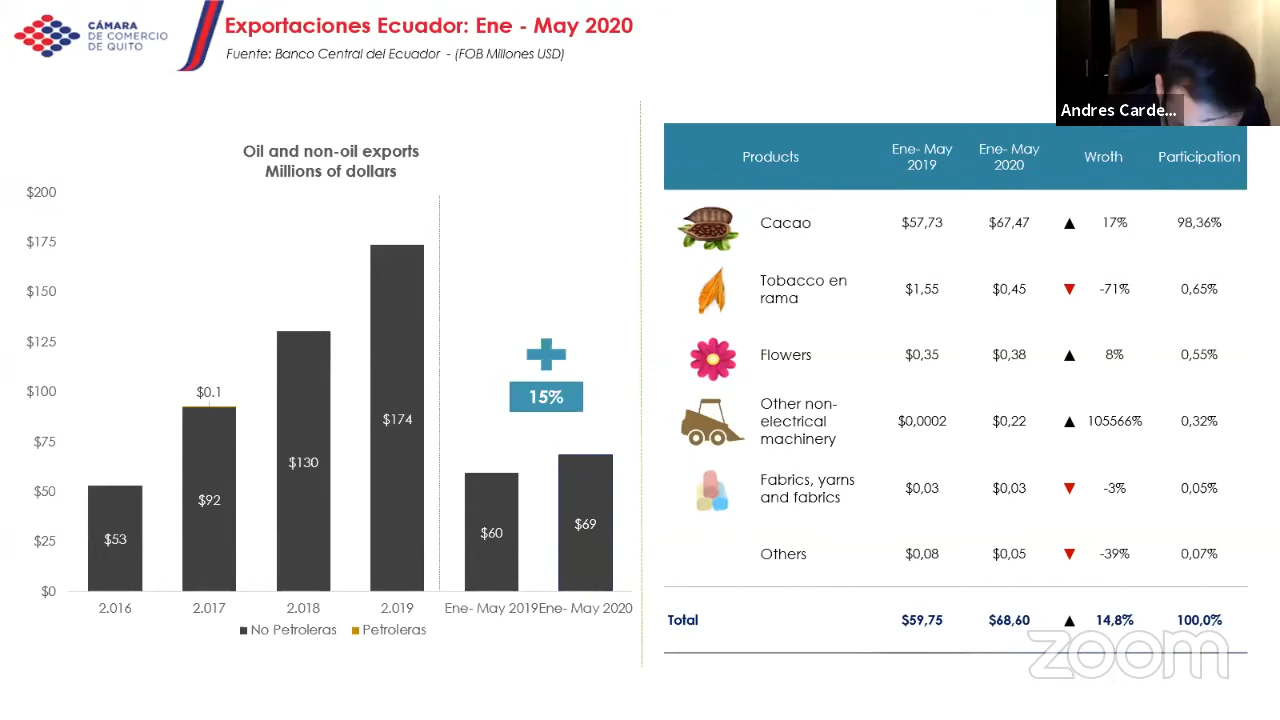 CÁMARA
DE COMERCIO
DE QUITO
Exportaciones Ecuador: Ene - May 2020
Fuente: Banco Central del Ecuador - (FOB Millones USD)
Andres Carde...
Oil and non-oil exports
Millions of dollars
$200
$175
$150
$125
$100
$75
$50
$25
$0
$53
$0.1
$92
$130
$174
15%
$60
$69
2.016 2.017 2.018 2.019 Ene- May 2019 Ene- May 2020
No Petroleras Petroleras
Products Ene- May 2019 Ene- May 2020 Wroth Participation
Cacao $57,73 $67,47 ▲ 17% 98,36%
Tobacco en
rama $1,55 $0,45 ▼ -71% 0,65%
Flowers $0,35 $0,38 ▲ 8% 0,55%
Other non-
electrical
machinery $0,0002 $0,22 ▲ 105566% 0,32%
Fabrics, yarns
and fabrics $0,03 $0,03 ▼ -3% 0,05%
Others $0,08 $0,05 ▼ -39% 0,07%
Total $59,75 $68,60 ▲ 14,8% 100,0%
zoom